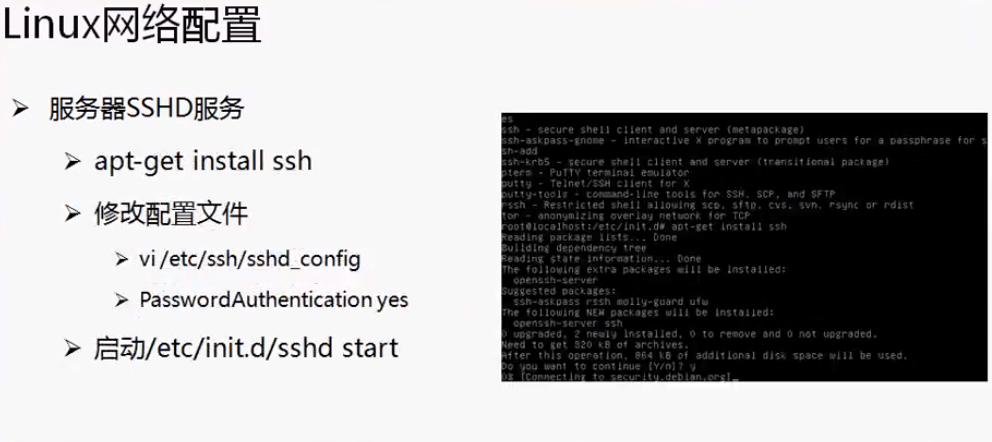 Linux网络配置
服务器SSHD服务
apt-get install ssh
修改配置文件
vi /etc/ssh/sshd_config
PasswordAuthentication yes
启动/etc/init.d/sshd start
es
ssh - secure shell client and server (metapackage)
ssh-askpass-gnome - interactive X program to prompt users for a passphrase for s
sh-add
ssh-krb5 - secure shell client and server (transitional package)
pterm - PuTTY terminal emulator
putty - Telnet/SSH client for X
putty-tools - command-line tools for SSH, SCP, and SFTP
rssh - Restricted shell allowing scp, sftp, cvs, svn, rsync or rdist
tor - anonymizing overlay network for TCP
root@localhost:/etc/init.d# apt-get install ssh
Reading package lists... Done
Building dependency tree
Reading state information... Done
The following extra packages will be installed:
openssh-server
Suggested packages:
ssh-askpass rssh molly-guard ufw
The following NEW packages will be installed:
openssh-server ssh
0 upgraded, 2 newly installed, 0 to remove and 0 not upgraded.
Need to get 320 kB of archives.
After this operation, 864 kB of additional disk space will be used.
Do you want to continue [Y/n]? y
0% [Connecting to security.debian.org]_